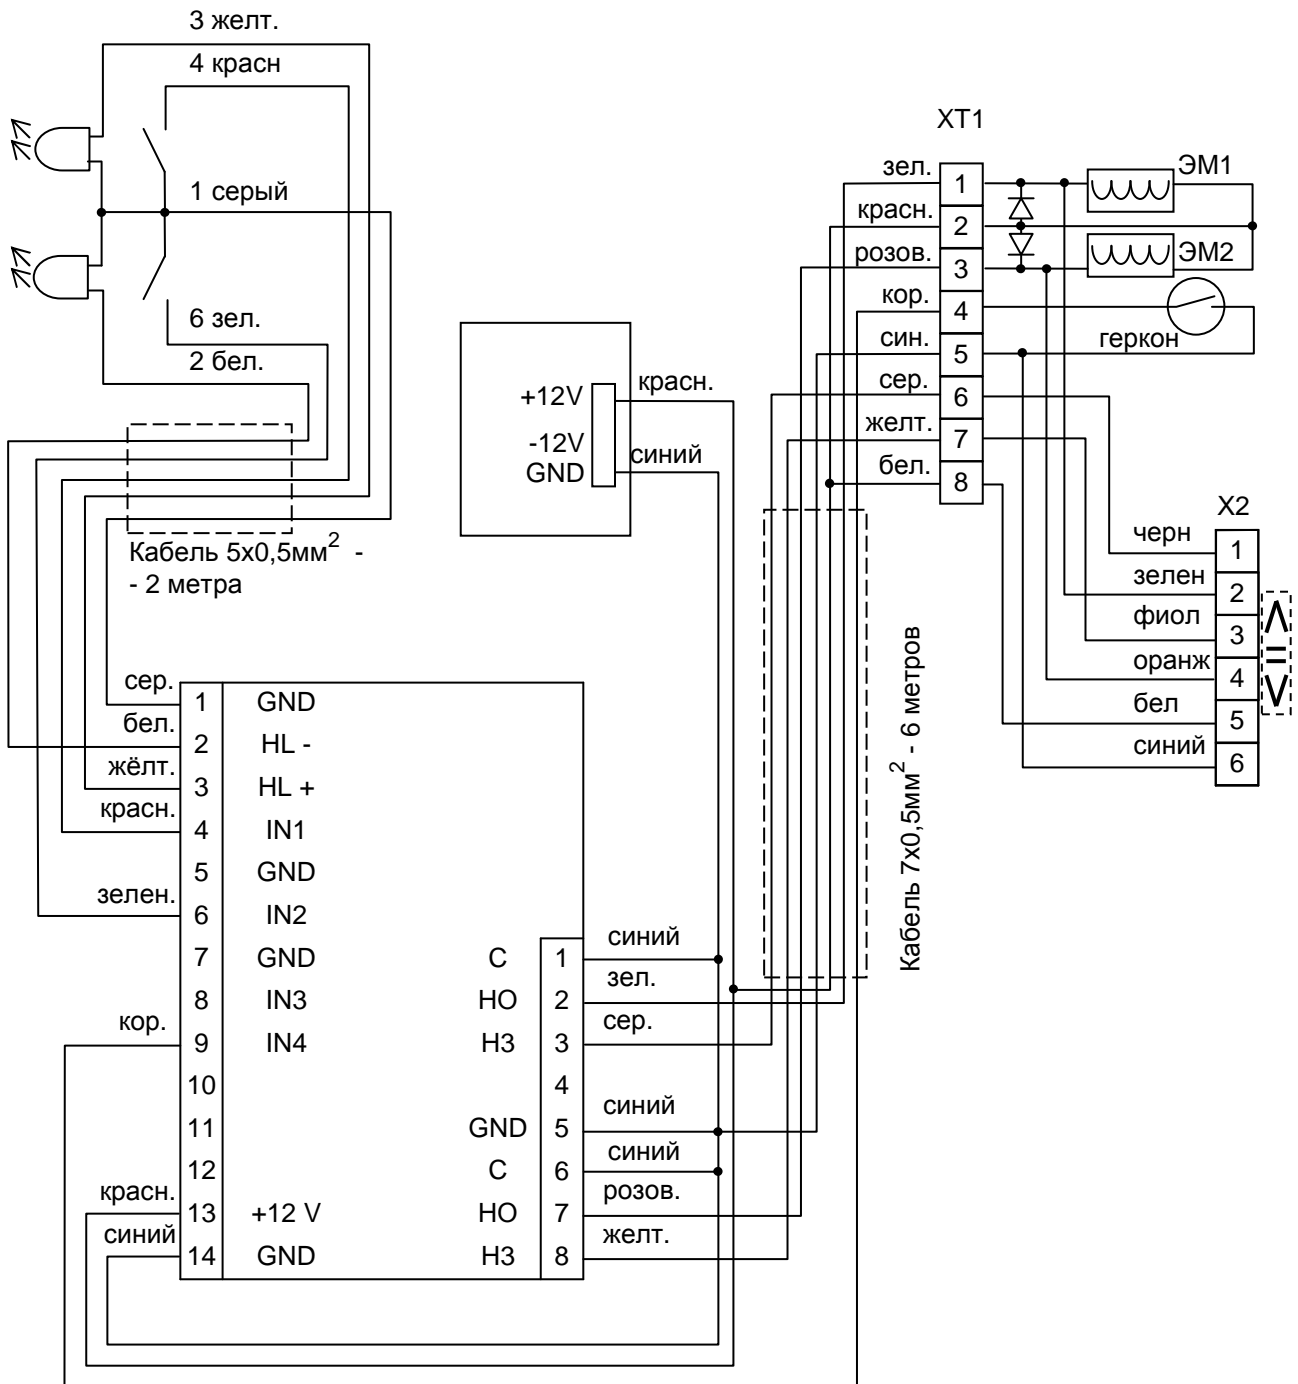 3 желт.
4 красн
1 серый
6 зел.
2 бел.
Кабель 5х0,5мм2 -
- 2 метра
+12V
-12V
GND
красн.
синий
XT1
зел. 1
красн. 2
розов. 3
кор. 4
син. 5
сер. 6
желт. 7
бел. 8
ЭМ1
ЭМ2
геркон
X2
черн 1
зелен 2
фиол 3
оранж 4
бел 5
синий 6
< = >
Кабель 7х0,5мм2 - 6 метров
сер. 1 GND
бел. 2 HL -
жёлт. 3 HL +
красн. 4 IN1
5 GND
зелен. 6 IN2
7 GND
8 IN3
кор. 9 IN4
10
11
12
красн. 13 +12 V
синий 14 GND
C 1 синий
НО 2 зел.
НЗ 3 сер.
4
GND 5 синий
C 6 синий
НО 7 розов.
НЗ 8 желт.